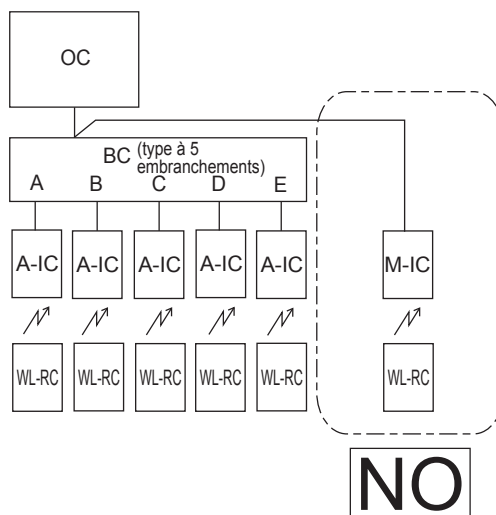 OC
BC (type à 5
embranchements)
A B C D E
A-IC A-IC A-IC A-IC A-IC M-IC
WL-RC WL-RC WL-RC WL-RC WL-RC WL-RC
NO